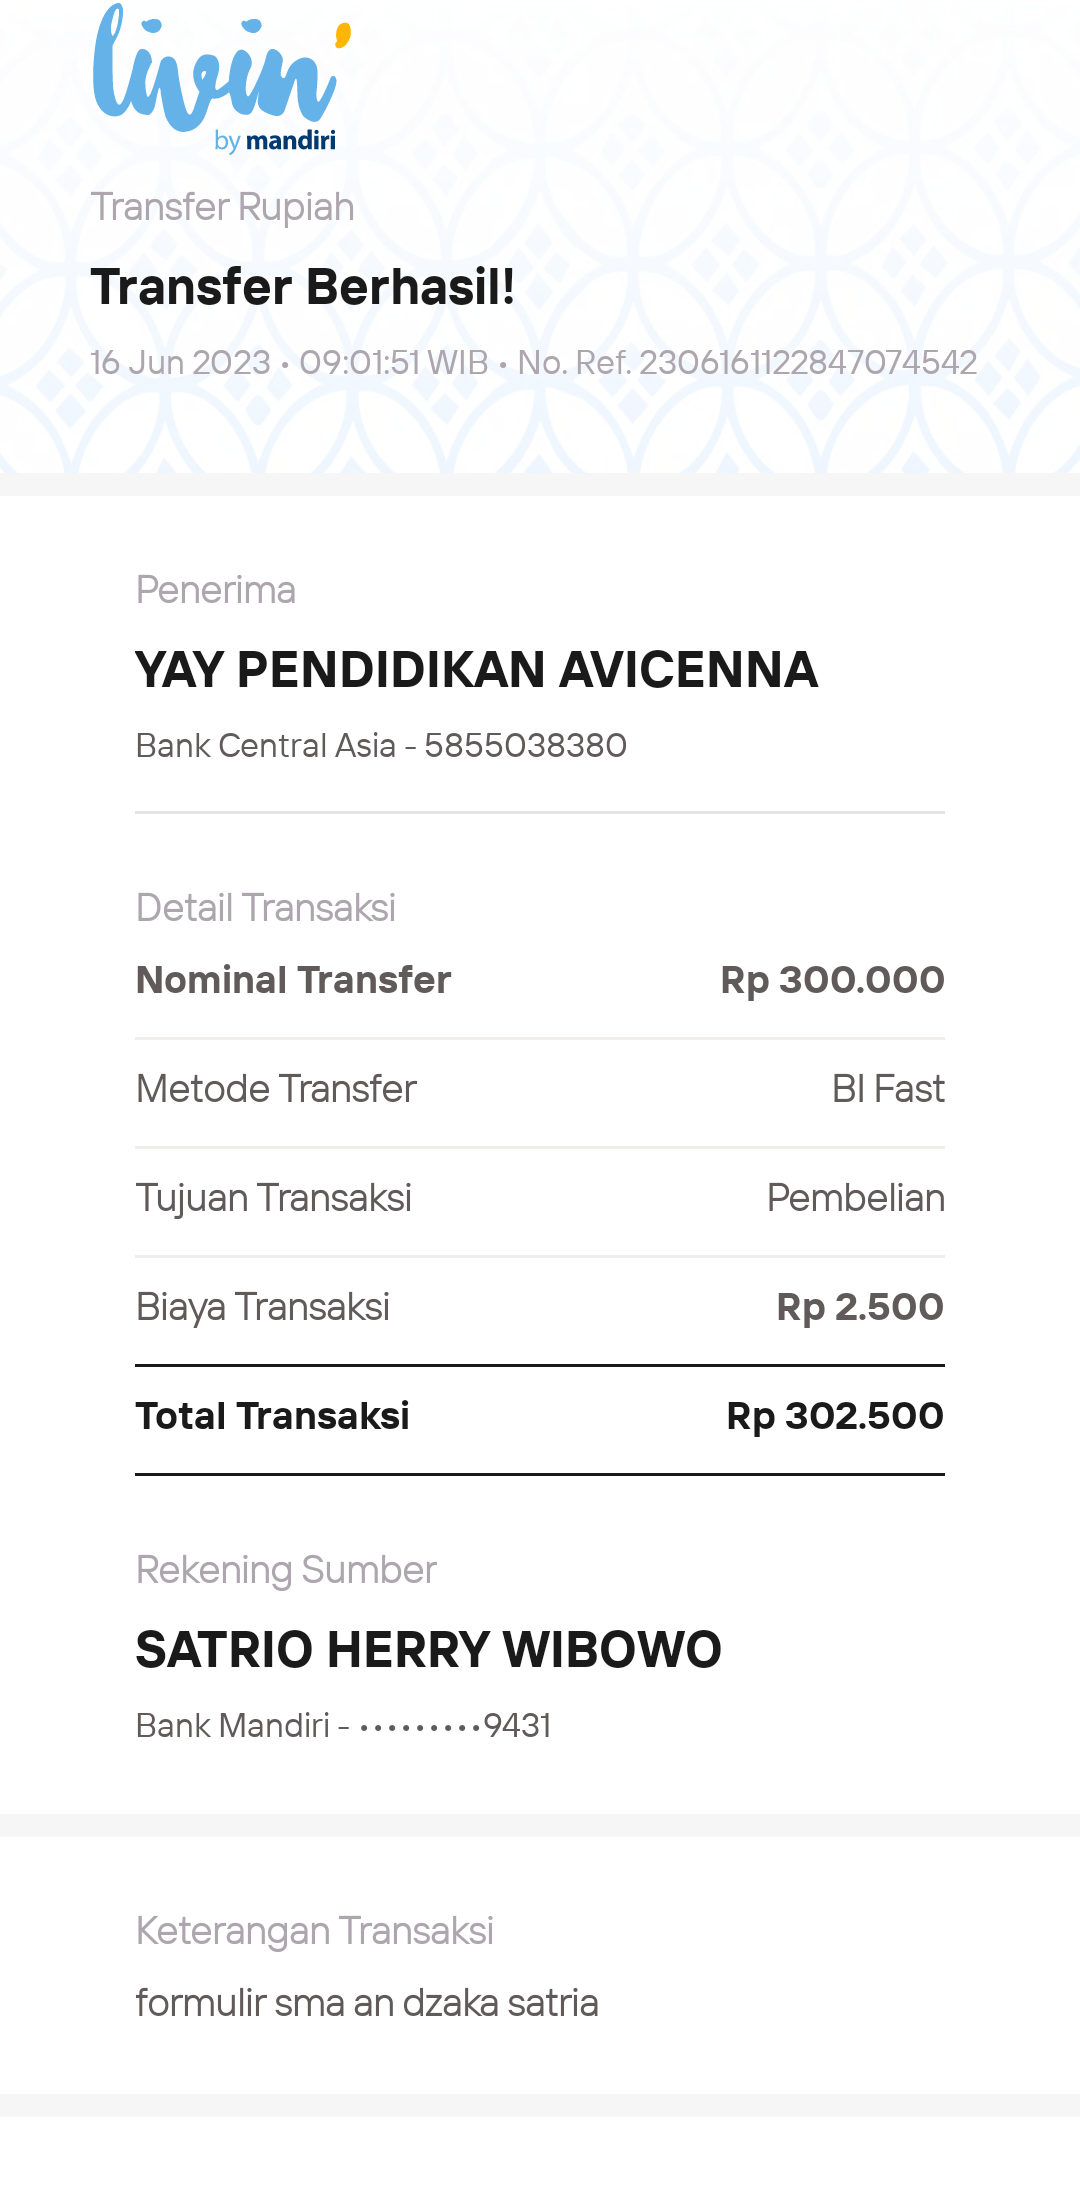 livin'
by mandiri
Transfer Rupiah
Transfer Berhasil!
16 Jun 2023 • 09:01:51 WIB • No. Ref. 2306161122847074542
Penerima
YAY PENDIDIKAN AVICENNA
Bank Central Asia - 5855038380
Detail Transaksi
Nominal Transfer Rp 300.000
Metode Transfer BI Fast
Tujuan Transaksi Pembelian
Biaya Transaksi Rp 2.500
Total Transaksi Rp 302.500
Rekening Sumber
SATRIO HERRY WIBOWO
Bank Mandiri - •••••••••9431
Keterangan Transaksi
formulir sma an dzaka satria